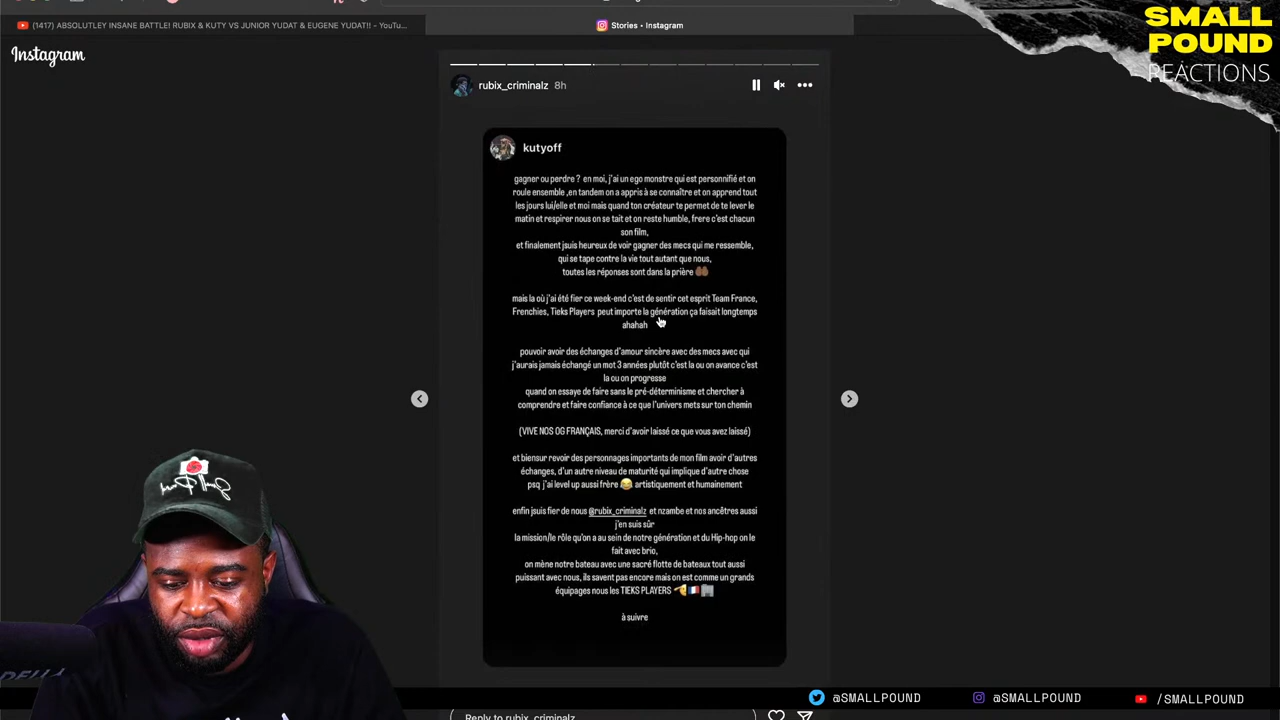 (1417) ABSOLUTLEY INSANE BATTLE! RUBIX & KUTY VS JUNIOR YUDAT & EUGENE YUDAT!! - YouTu...
Stories • Instagram
SMALL
POUND
REACTIONS
Instagram
rubix_criminalz 8h
kutyoff
gagner ou perdre ? en moi, j'ai un ego monstre qui est personnifié et on
roule ensemble ,en tandem on a appris à se connaître et on apprend tout
les jours lui/elle et moi mais quand ton créateur te permet de te lever le
matin et respirer nous on se tait et on reste humble, frere c'est chacun
son film,
et finalement jsuis heureux de voir gagner des mecs qui me ressemble,
qui se tape contre la vie tout autant que nous,
toutes les réponses sont dans la prière 🤲🏾
mais la où j'ai été fier ce week-end c'est de sentir cet esprit Team France,
Frenchies, Tieks Players peut importe la génération ça faisait longtemps
ahahah
pouvoir avoir des échanges d'amour sincère avec des mecs avec qui
j'aurais jamais échangé un mot 3 années plutôt c'est la ou on avance c'est
la ou on progresse
quand on essaye de faire sans le pré-déterminisme et chercher à
comprendre et faire confiance à ce que l'univers mets sur ton chemin
(VIVE NOS OG FRANÇAIS, merci d'avoir laissé ce que vous avez laissé)
et biensur revoir des personnages importants de mon film avoir d'autres
échanges, d'un autre niveau de maturité qui implique d'autre chose
psq j'ai level up aussi frère 😂 artistiquement et humainement
enfin jsuis fier de nous @rubix_criminalz et nzambe et nos ancêtres aussi
j'en suis sûr
la mission/le rôle qu'on a au sein de notre génération et du Hip-hop on le
fait avec brio,
on mène notre bateau avec une sacré flotte de bateaux tout aussi
puissant avec nous, ils savent pas encore mais on est comme un grands
équipages nous les TIEKS PLAYERS 🫡🇫🇷🏢
à suivre
@SMALLPOUND @SMALLPOUND /SMALLPOUND
Reply to rubix_criminalz